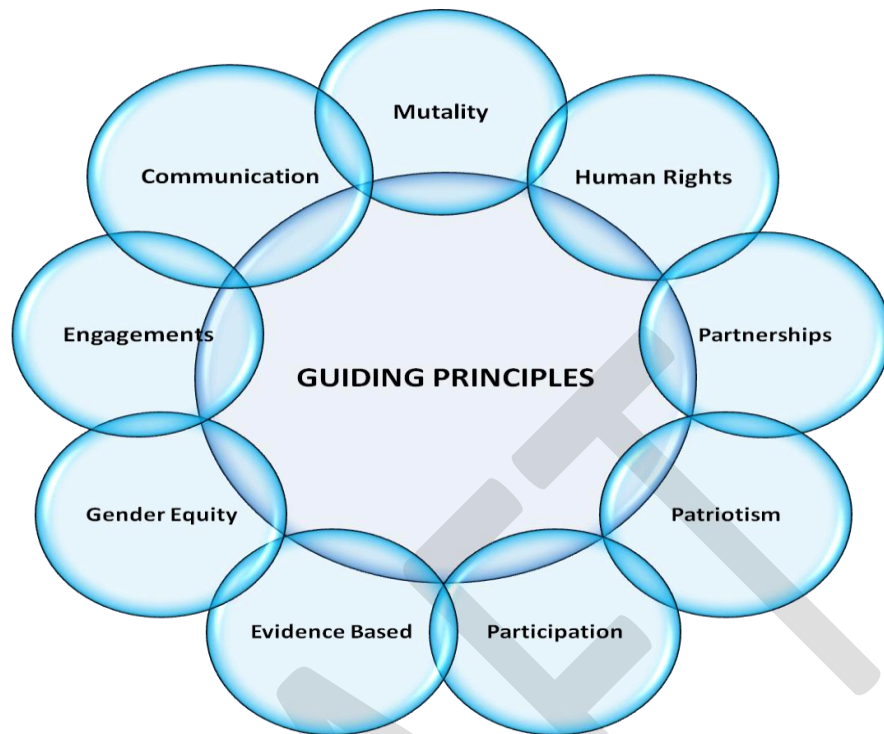 Mutality
Communication
Human Rights
Engagements
Partnerships
GUIDING PRINCIPLES
Gender Equity
Patriotism
Evidence Based
Participation